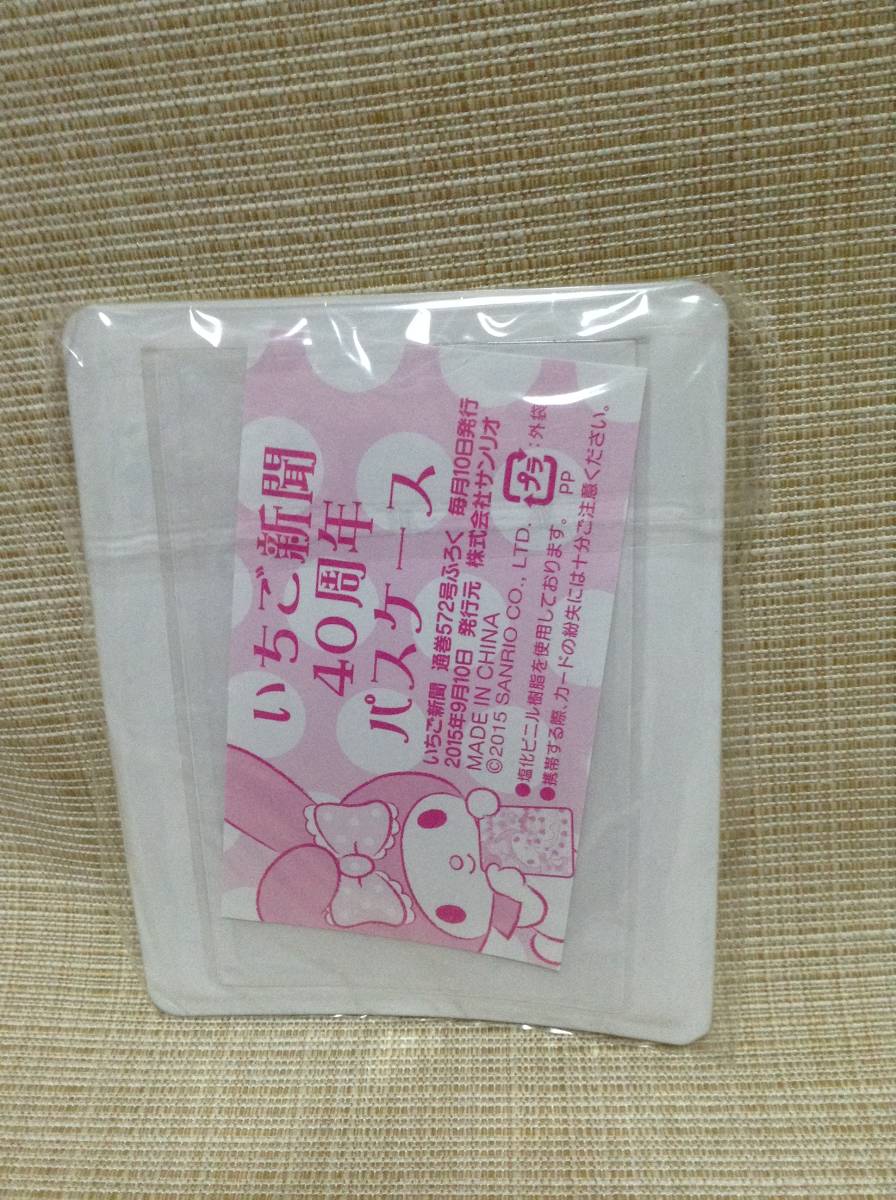 いちご新聞
40周年
パスケース
いちご新聞 通巻572号ふろく 毎月10日発行
2015年9月10日 発行元 株式会社サンリオ
MADE IN CHINA
©2015 SANRIO CO., LTD.
プラ
:外袋
PP
●塩化ビニル樹脂を使用しております。
●携帯する際、カードの紛失には十分ご注意ください。